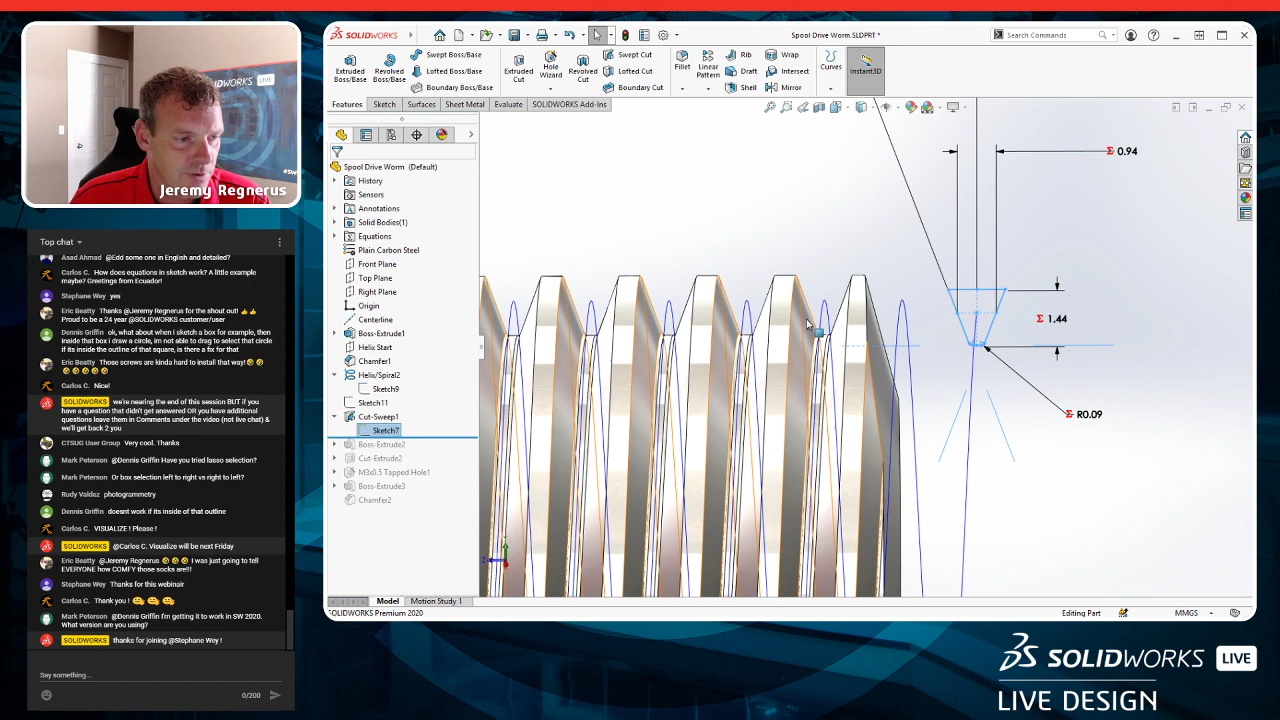 SOLIDWORKS
Spool Drive Worm.SLDPRT *
Search Commands
Extruded Boss/Base
Revolved Boss/Base
Swept Boss/Base
Lofted Boss/Base
Boundary Boss/Base
Extruded Cut
Hole Wizard
Revolved Cut
Swept Cut
Lofted Cut
Boundary Cut
Fillet
Linear Pattern
Rib
Draft
Shell
Wrap
Intersect
Mirror
Curves
Instant3D
Features
Sketch
Surfaces
Sheet Metal
Evaluate
SOLIDWORKS Add-Ins
Spool Drive Worm (Default)
History
Sensors
Annotations
Solid Bodies(1)
Equations
Plain Carbon Steel
Front Plane
Top Plane
Right Plane
Origin
Centerline
Boss-Extrude1
Helix Start
Chamfer1
Helix/Spiral2
Sketch9
Sketch11
Cut-Sweep1
Sketch7
Boss-Extrude2
Cut-Extrude2
M3x0.5 Tapped Hole1
Boss-Extrude3
Chamfer2
Σ 0.94
Σ 1.44
Σ R0.09
Model
Motion Study 1
SOLIDWORKS Premium 2020
Editing Part
MMGS
Jeremy Regnerus
Top chat
Asad Ahmad @Edd some one in English and detailed?
Carlos C. How does equations in sketch work? A little example
maybe? Greetings from Ecuador!
Stephane Wey yes
Eric Beatty Thanks @Jeremy Regnerus for the shout out!
Proud to be a 24 year @SOLIDWORKS customer/user
Dennis Griffin ok, what about when i sketch a box for example, then
inside that box i draw a circle, im not able to drag to select that circle
if its inside the outline of that square, is there a fix for that
Eric Beatty Those screws are kinda hard to install that way!
Carlos C. Nice!
SOLIDWORKS we're nearing the end of this session BUT if you
have a question that didn't get answered OR you have additional
questions leave them in Comments under the video (not live chat) &
we'll get back 2 you
CTSUG User Group Very cool. Thanks
Mark Peterson @Dennis Griffin Have you tried lasso selection?
Mark Peterson Or box selection left to right vs right to left?
Rudy Valdez photogrammetry
Dennis Griffin doesnt work if its inside of that outline
Carlos C. VISUALIZE ! Please !
SOLIDWORKS @Carlos C. Visualize will be next Friday
Eric Beatty @Jeremy Regnerus I was just going to tell
EVERYONE how COMFY those socks are!!!
Stephane Wey Thanks for this webinair
Carlos C. Thank you !
Mark Peterson @Dennis Griffin I'm getting it to work in SW 2020.
What version are you using?
SOLIDWORKS thanks for joining @Stephane Wey !
Say something...
0/200
SOLIDWORKS LIVE
LIVE DESIGN